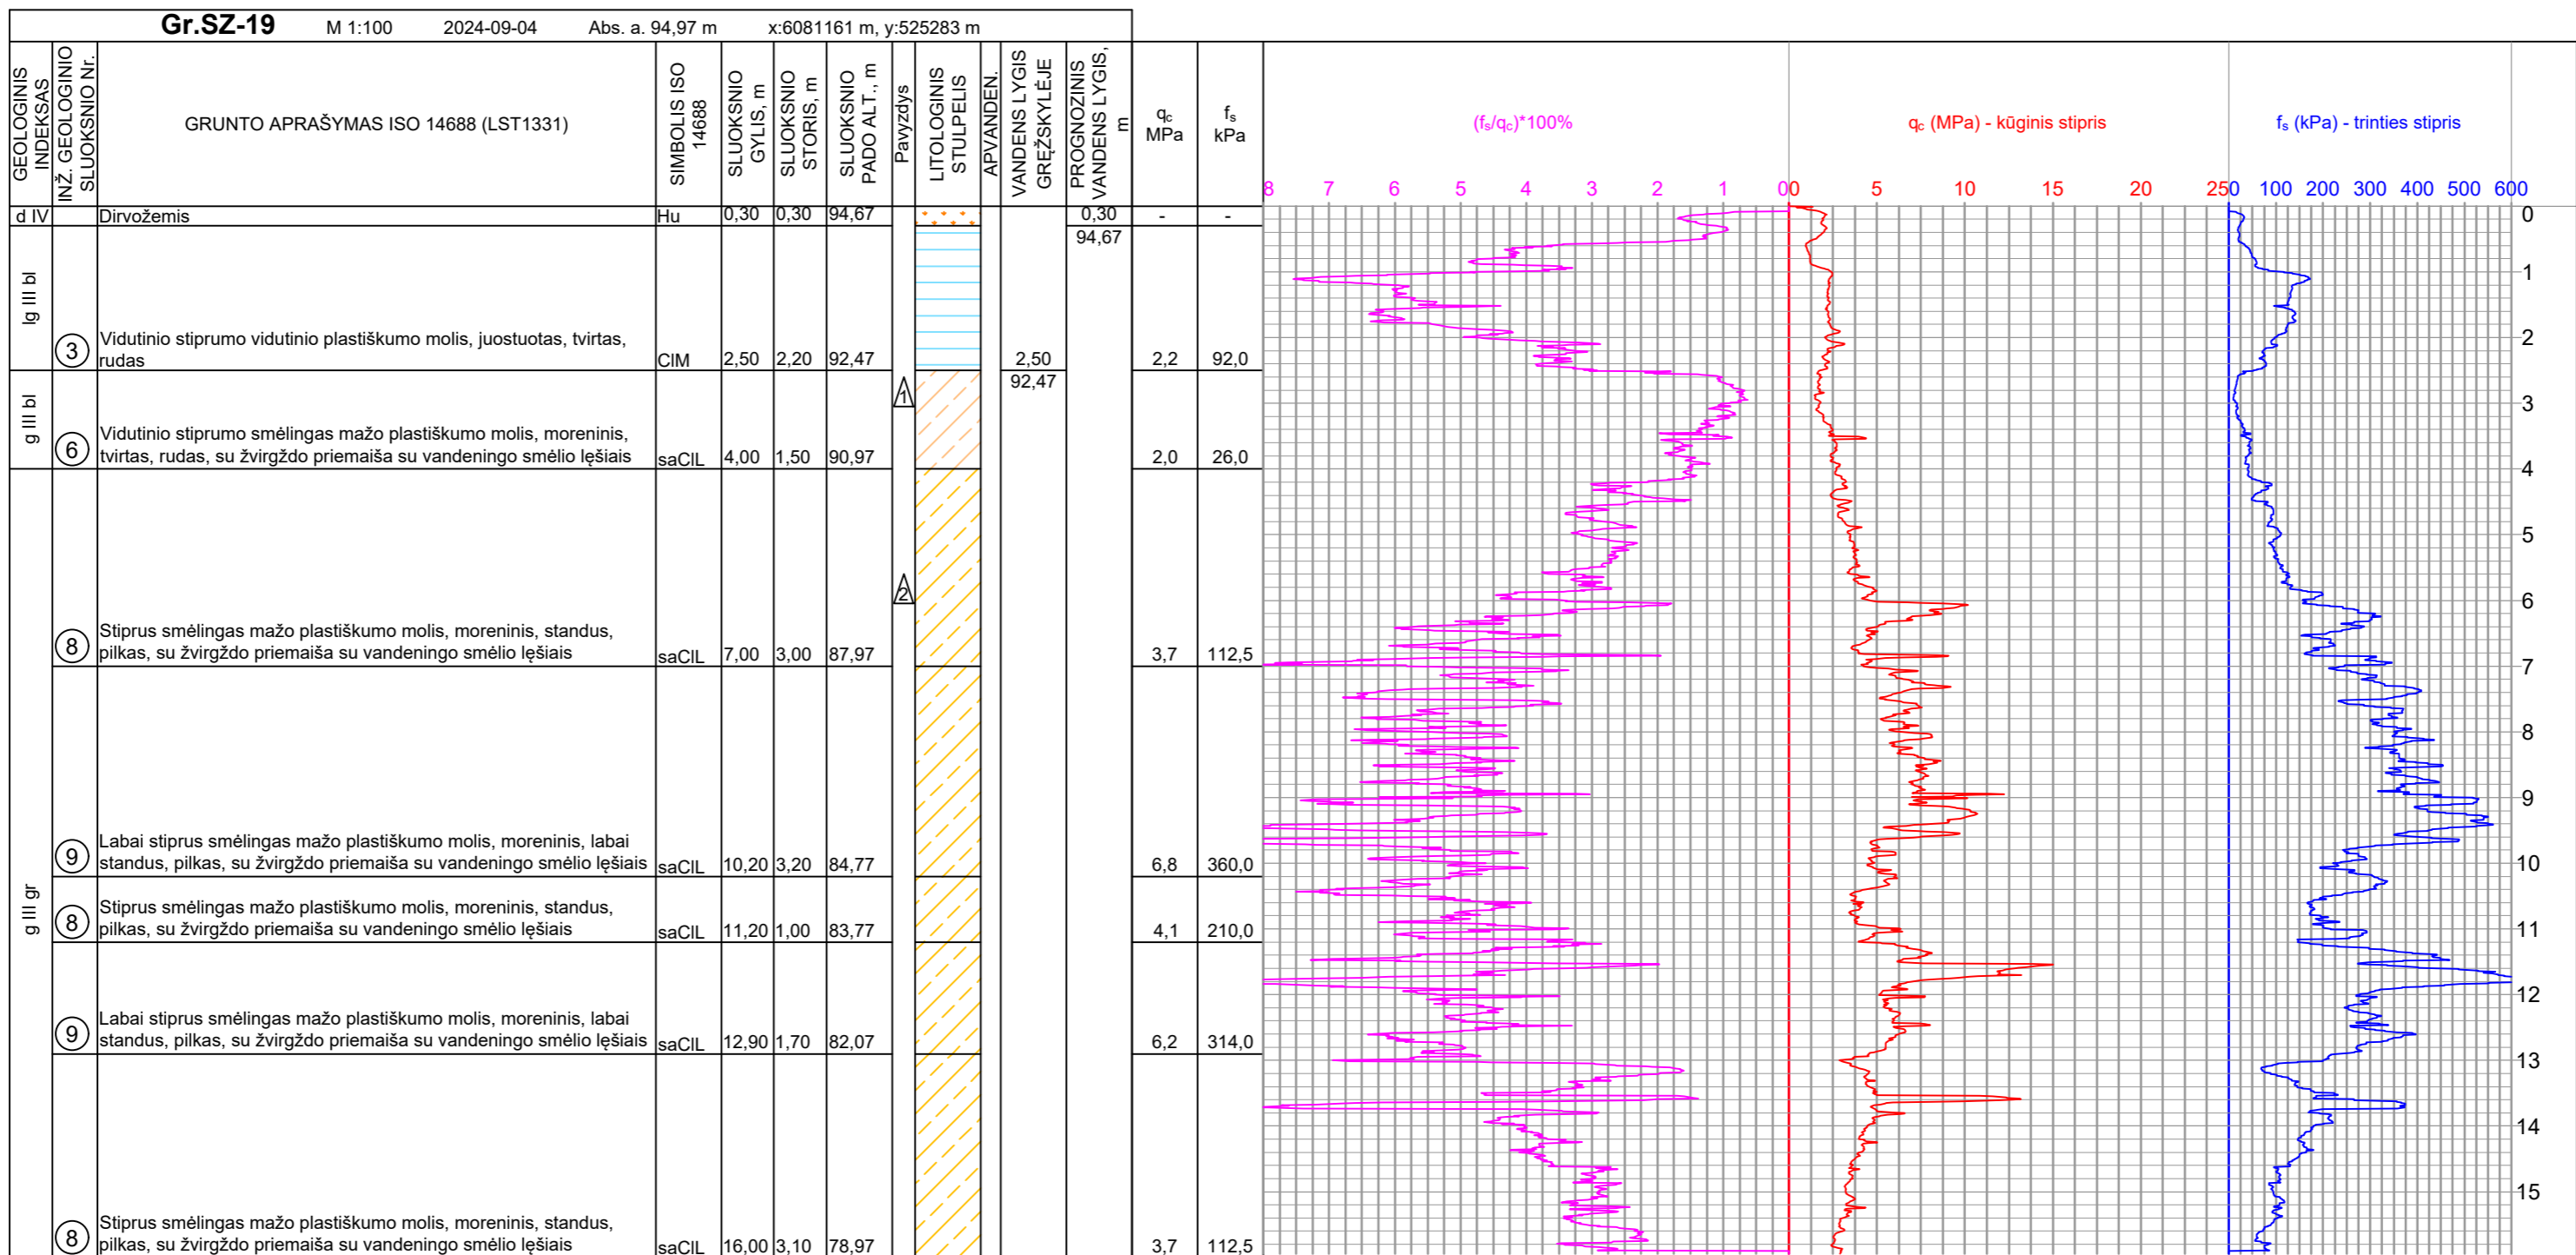 Gr.SZ-19 M 1:100 2024-09-04 Abs. a. 94,97 m x:6081161 m, y:525283 m
GEOLOGINIS
INDEKSAS
INŽ. GEOLOGINIO
SLUOKSNIO Nr.
GRUNTO APRAŠYMAS ISO 14688 (LST1331)
SIMBOLIS ISO
14688
SLUOKSNIO
GYLIS, m
SLUOKSNIO
STORIS, m
SLUOKSNIO
PADO ALT., m
Pavyzdys
LITOLOGINIS
STULPELIS
APVANDEN.
VANDENS LYGIS
GRĘŽSKYLĖJE
PROGNOZINIS
VANDENS LYGIS,
m
qc
MPa
fs
kPa
(fs/qc)*100%
qc (MPa) - kūginis stipris
fs (kPa) - trinties stipris
8 7 6 5 4 3 2 1 0
0 5 10 15 20 25
0 100 200 300 400 500 600
d IV Dirvožemis Hu 0,30 0,30 94,67 0,30 - -
94,67
lg III bl
3 Vidutinio stiprumo vidutinio plastiškumo molis, juostuotas, tvirtas,
rudas CIM 2,50 2,20 92,47 2,50 2,2 92,0
92,47
1
g III bl
6 Vidutinio stiprumo smėlingas mažo plastiškumo molis, moreninis,
tvirtas, rudas, su žvirgždo priemaiša su vandeningo smėlio lęšiais saCIL 4,00 1,50 90,97 2,0 26,0
2
8 Stiprus smėlingas mažo plastiškumo molis, moreninis, standus,
pilkas, su žvirgždo priemaiša su vandeningo smėlio lęšiais saCIL 7,00 3,00 87,97 3,7 112,5
9 Labai stiprus smėlingas mažo plastiškumo molis, moreninis, labai
standus, pilkas, su žvirgždo priemaiša su vandeningo smėlio lęšiais saCIL 10,20 3,20 84,77 6,8 360,0
g III gr
8 Stiprus smėlingas mažo plastiškumo molis, moreninis, standus,
pilkas, su žvirgždo priemaiša su vandeningo smėlio lęšiais saCIL 11,20 1,00 83,77 4,1 210,0
9 Labai stiprus smėlingas mažo plastiškumo molis, moreninis, labai
standus, pilkas, su žvirgždo priemaiša su vandeningo smėlio lęšiais saCIL 12,90 1,70 82,07 6,2 314,0
8 Stiprus smėlingas mažo plastiškumo molis, moreninis, standus,
pilkas, su žvirgždo priemaiša su vandeningo smėlio lęšiais saCIL 16,00 3,10 78,97 3,7 112,5
0
1
2
3
4
5
6
7
8
9
10
11
12
13
14
15